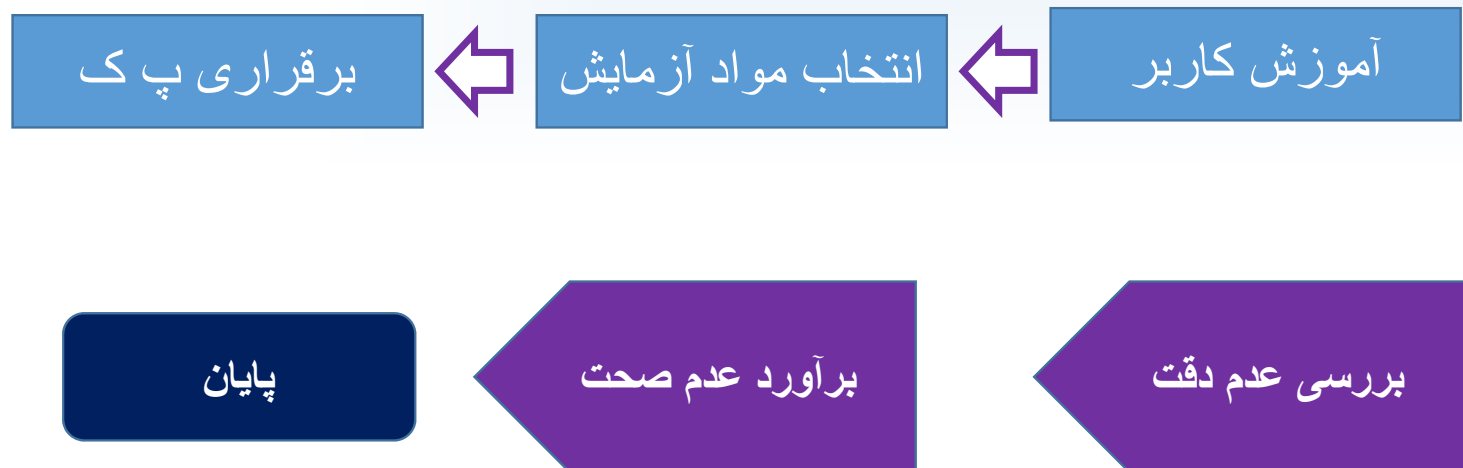 آموزش کاربر
انتخاب مواد آزمایش
برقراری پ ک
بررسی عدم دقت
برآورد عدم صحت
پایان